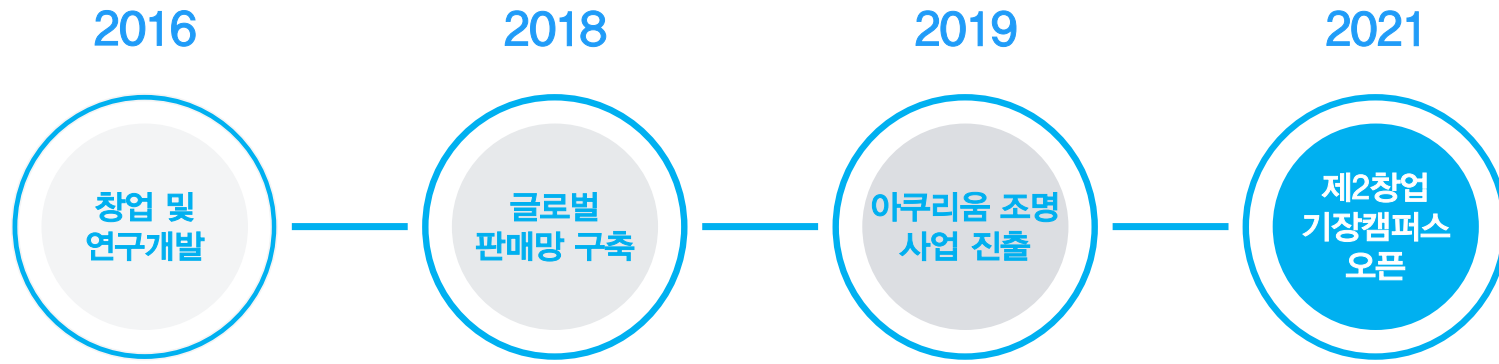 2016
2018
2019
2021
창업 및
연구개발
글로벌
판매망 구축
아쿠리움 조명
사업 진출
제2창업
기장캠퍼스
오픈